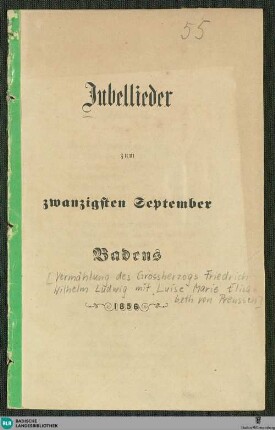 55
Jubellieder
zum
zwanzigsten September
Badens
(Vermählung des Grossherzogs Friedrich
Wilhelm Ludwig mit "Luise" Marie Elisa-
beth von Preussen)
1856
BLB
BADISCHE
LANDESBIBLIOTHEK